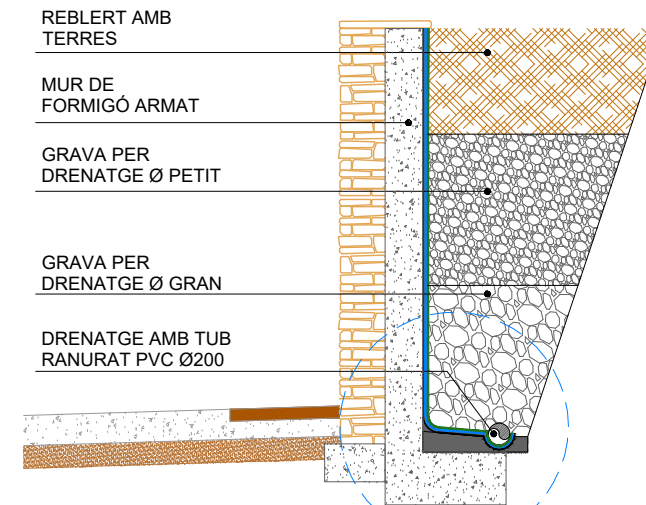 REBLERT AMB
TERRES
MUR DE
FORMIGÓ ARMAT
GRAVA PER
DRENATGE Ø PETIT
GRAVA PER
DRENATGE Ø GRAN
DRENATGE AMB TUB
RANURAT PVC Ø200